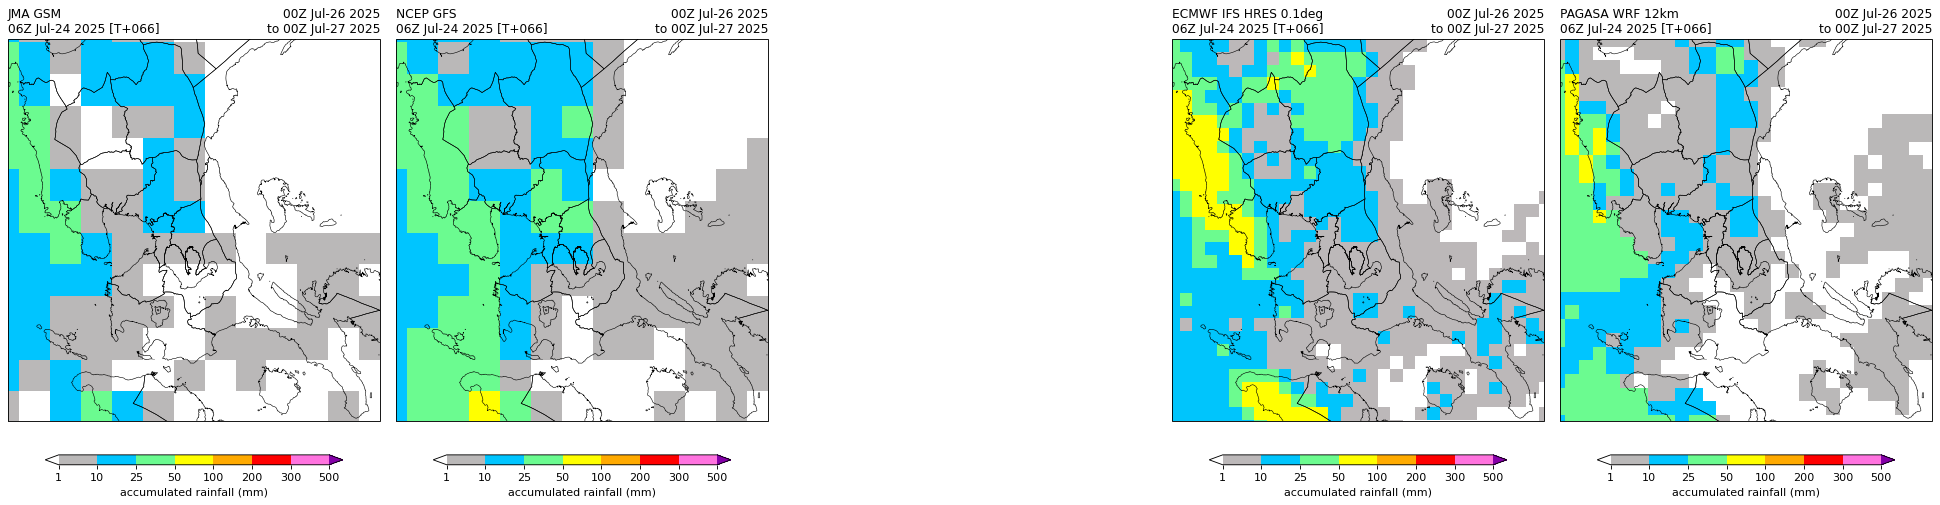 JMA GSM 00Z Jul-26 2025
06Z Jul-24 2025 [T+066] to 00Z Jul-27 2025
1 10 25 50 100 200 300 500
accumulated rainfall (mm)
NCEP GFS 00Z Jul-26 2025
06Z Jul-24 2025 [T+066] to 00Z Jul-27 2025
1 10 25 50 100 200 300 500
accumulated rainfall (mm)
ECMWF IFS HRES 0.1deg 00Z Jul-26 2025
06Z Jul-24 2025 [T+066] to 00Z Jul-27 2025
1 10 25 50 100 200 300 500
accumulated rainfall (mm)
PAGASA WRF 12km 00Z Jul-26 2025
06Z Jul-24 2025 [T+066] to 00Z Jul-27 2025
1 10 25 50 100 200 300 500
accumulated rainfall (mm)